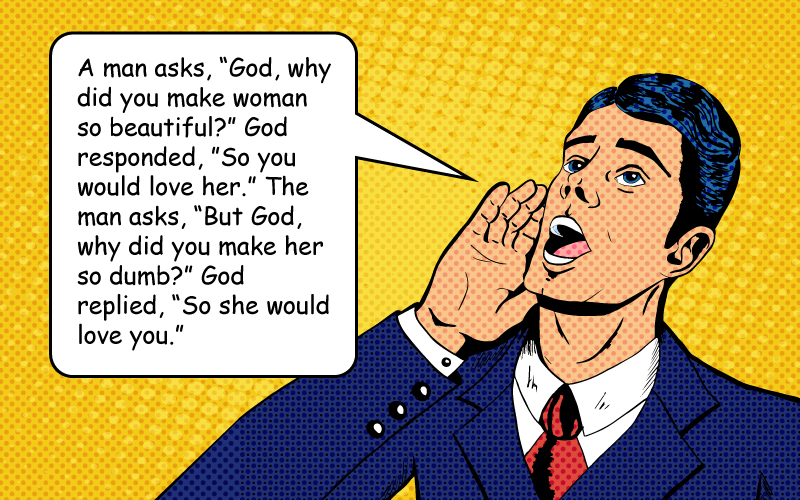 A man asks, “God, why
did you make woman
so beautiful?” God
responded, ”So you
would love her.” The
man asks, “But God,
why did you make her
so dumb?” God
replied, “So she would
love you.”